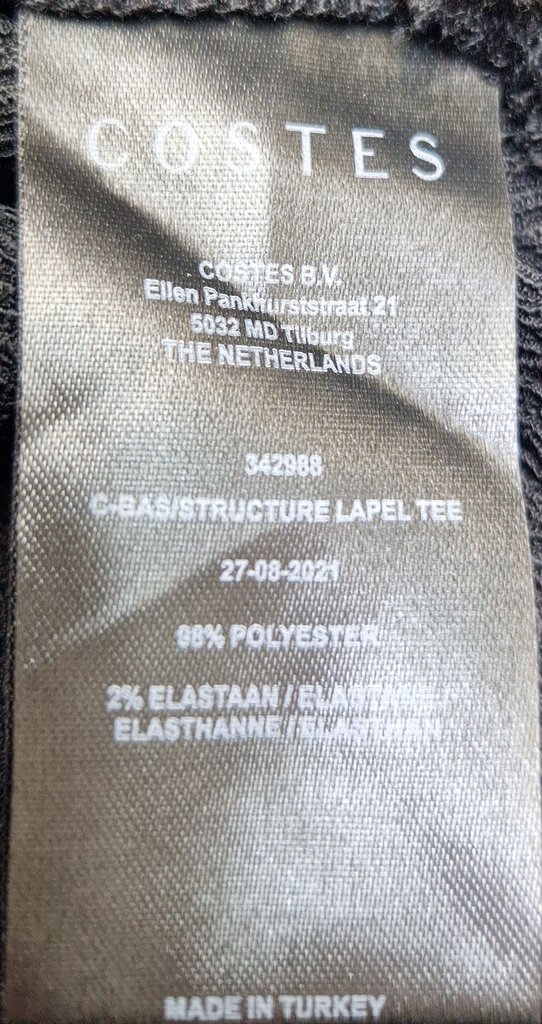 COSTES
COSTES B.V.
Ellen Pankhurststraat 21
5032 MD Tilburg
THE NETHERLANDS
342988
C-BAS/STRUCTURE LAPEL TEE
27-08-2021
98% POLYESTER
2% ELASTAAN / ELASTANE /
ELASTHANNE / ELASTHAN
MADE IN TURKEY